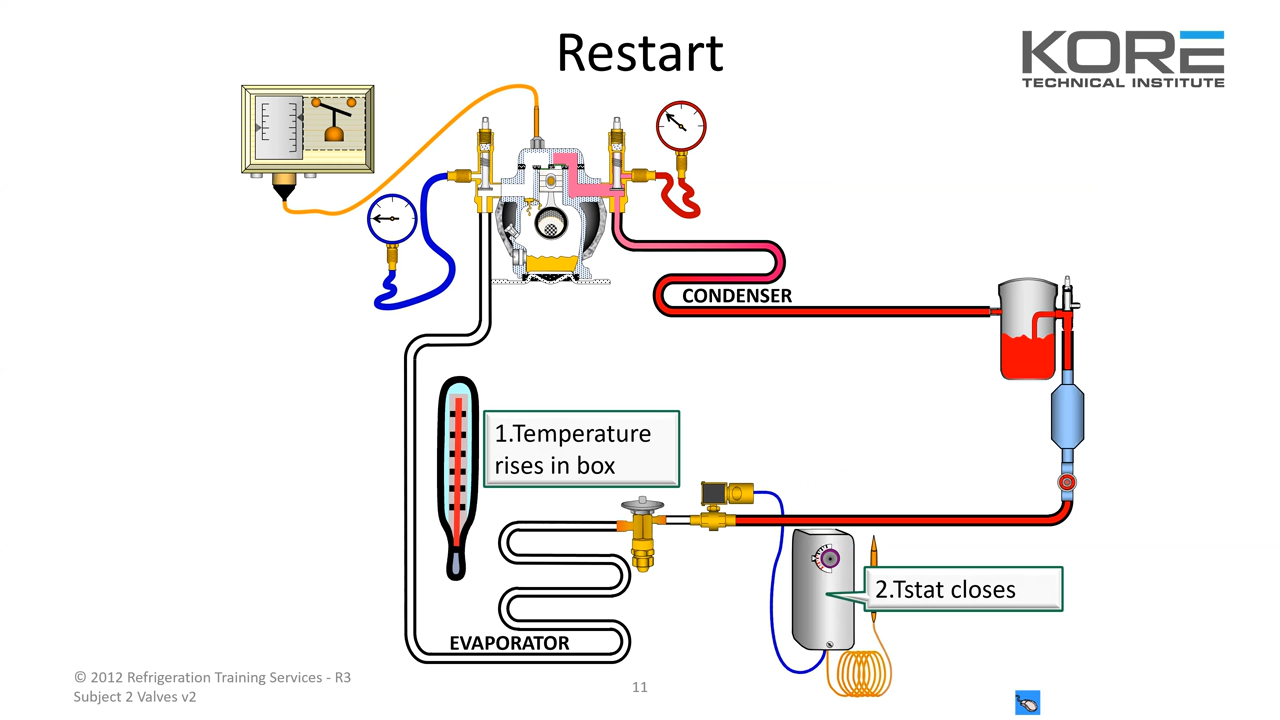 Restart
KORE
TECHNICAL INSTITUTE
CONDENSER
1.Temperature
rises in box
2.Tstat closes
EVAPORATOR
© 2012 Refrigeration Training Services - R3
Subject 2 Valves v2
11